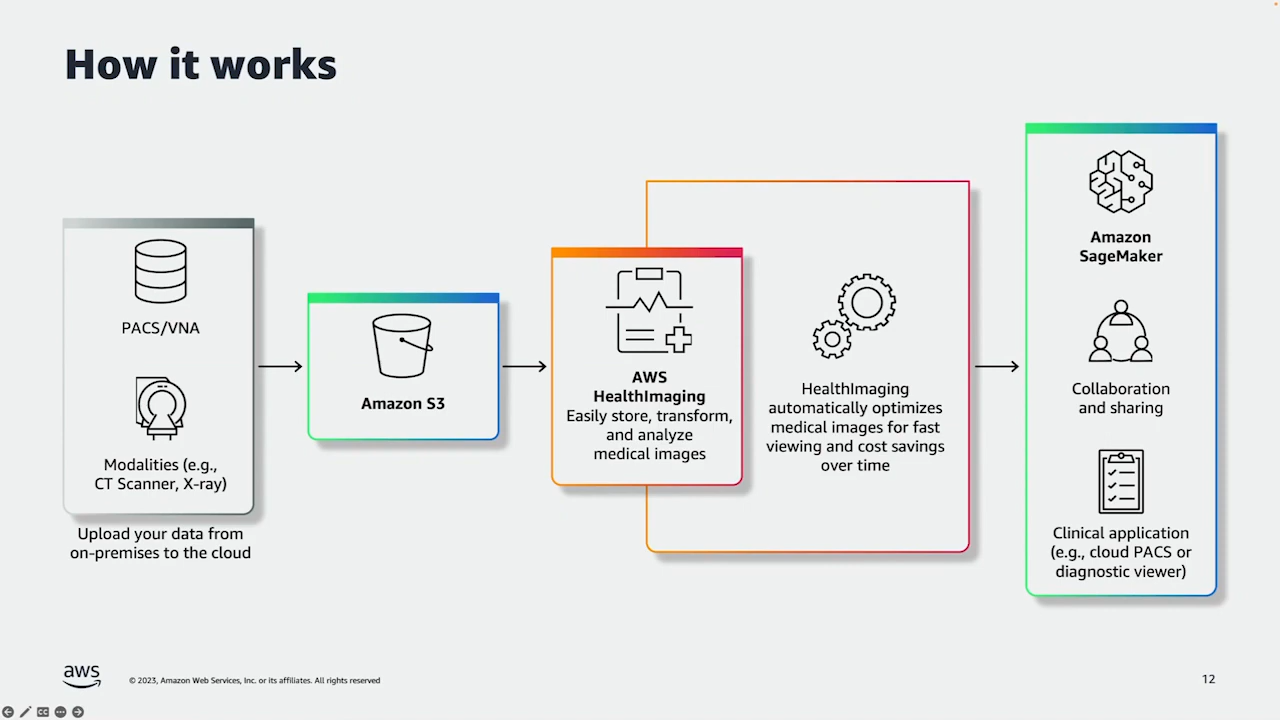 How it works
PACS/VNA
Modalities (e.g.,
CT Scanner, X-ray)
Upload your data from
on-premises to the cloud
Amazon S3
AWS
HealthImaging
Easily store, transform,
and analyze
medical images
HealthImaging
automatically optimizes
medical images for fast
viewing and cost savings
over time
Amazon
SageMaker
Collaboration
and sharing
Clinical application
(e.g., cloud PACS or
diagnostic viewer)
aws
© 2023, Amazon Web Services, Inc. or its affiliates. All rights reserved
12
CC